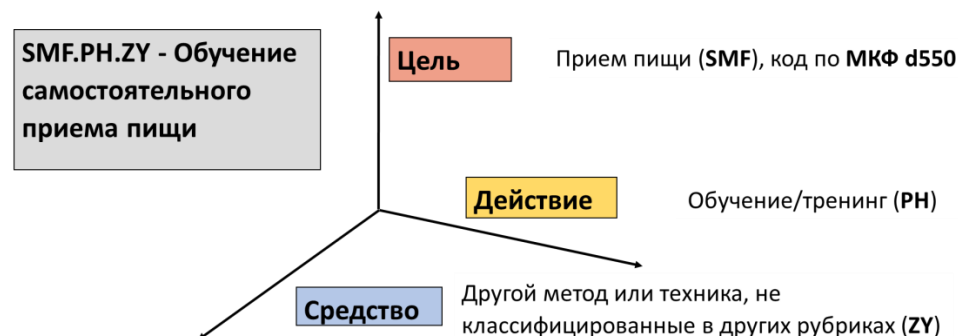 SMF.PH.ZY - Обучение
самостоятельного
приема пищи
Цель
Прием пищи (SMF), код по МКФ d550
Действие
Обучение/тренинг (PH)
Средство
Другой метод или техника, не
классифицированные в других рубриках (ZY)